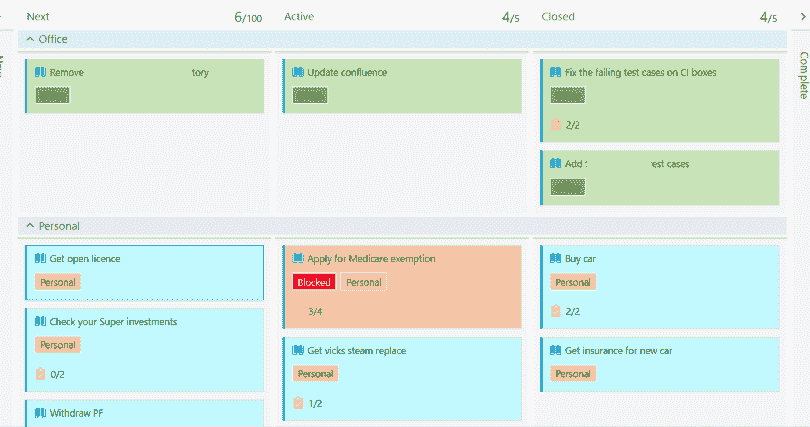 Next 6/100 Active 4/5 Closed 4/5
Office
Remove tory
Update confluence
Fix the failing test cases on CI boxes
2/2
Add est cases
Personal
Get open licence
Personal
Check your Super investments
Personal
0/2
Withdraw PF
Apply for Medicare exemption
Blocked Personal
3/4
Get vicks steam replace
Personal
1/2
Buy car
Personal
2/2
Get insurance for new car
Personal
Complete